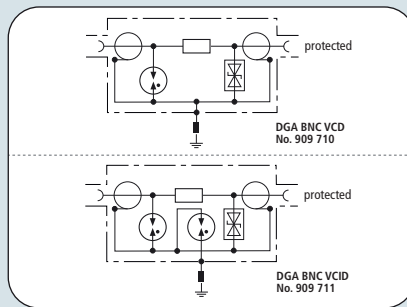 protected
DGA BNC VCD
No. 909 710
protected
DGA BNC VCID
No. 909 711